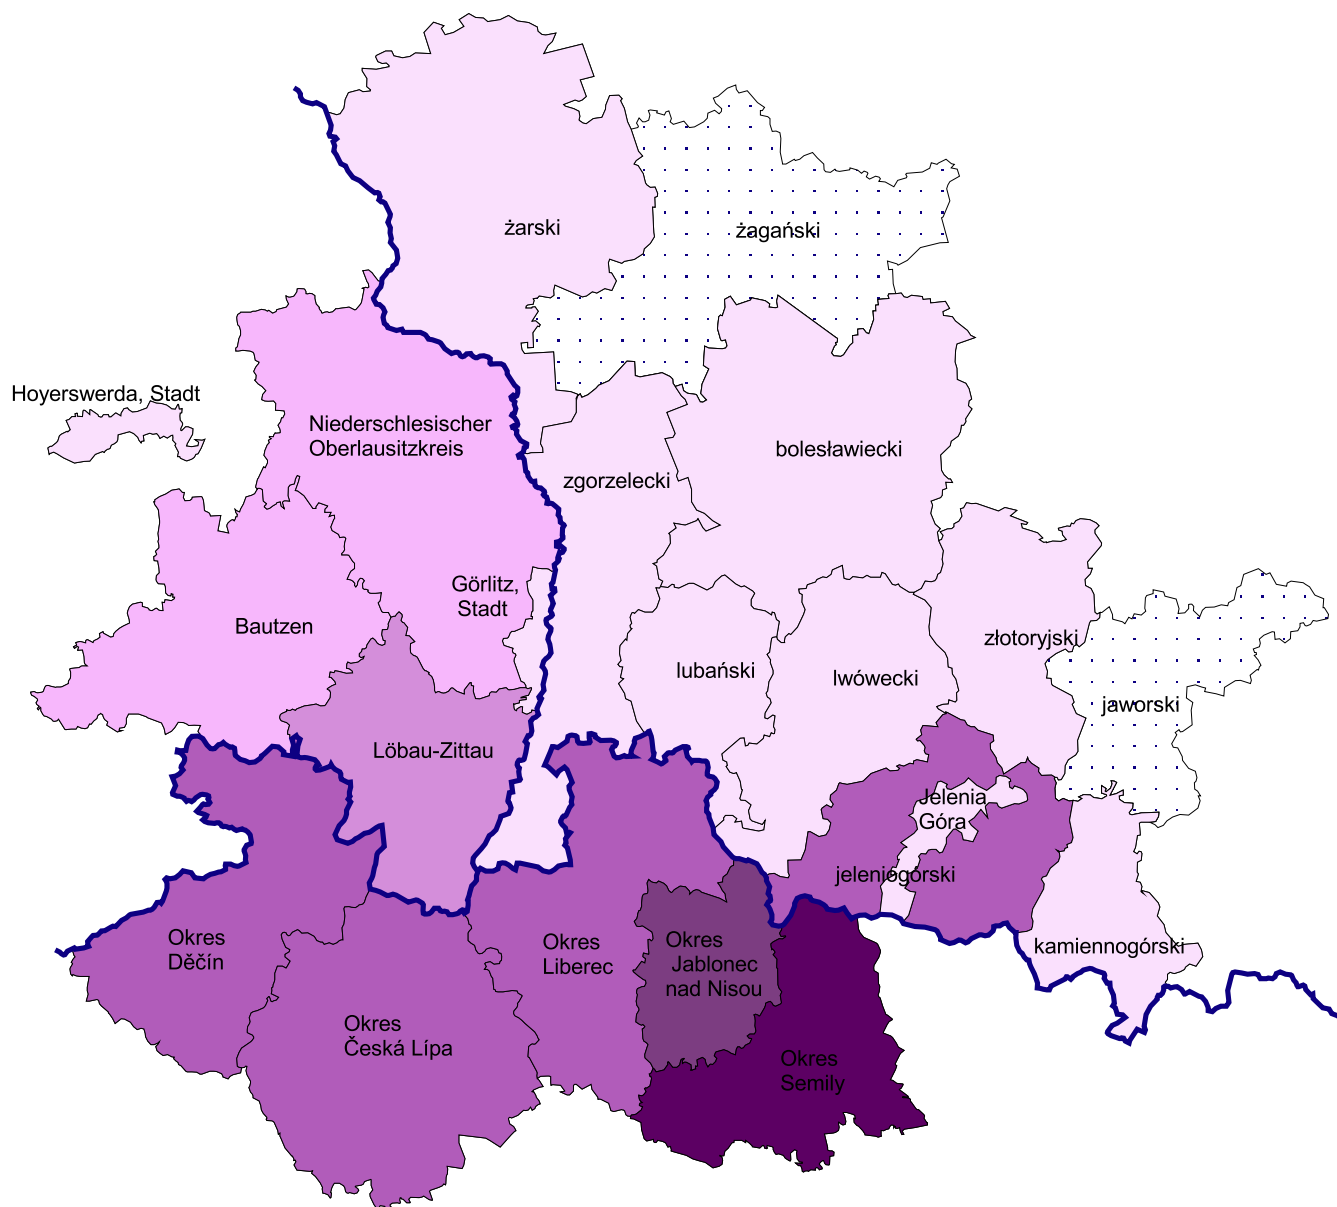 żarski
żagański
Hoyerswerda, Stadt
Niederschlesischer
Oberlausitzkreis
bolesławiecki
zgorzelecki
Görlitz,
Stadt
Bautzen
złotoryjski
lubański
lwówecki
jaworski
Löbau-Zittau
Jelenia
Góra
jeleniogórski
Okres
Děčín
Okres
Liberec
Okres
Jablonec
nad Nisou
kamiennogórski
Okres
Česká Lípa
Okres
Semily